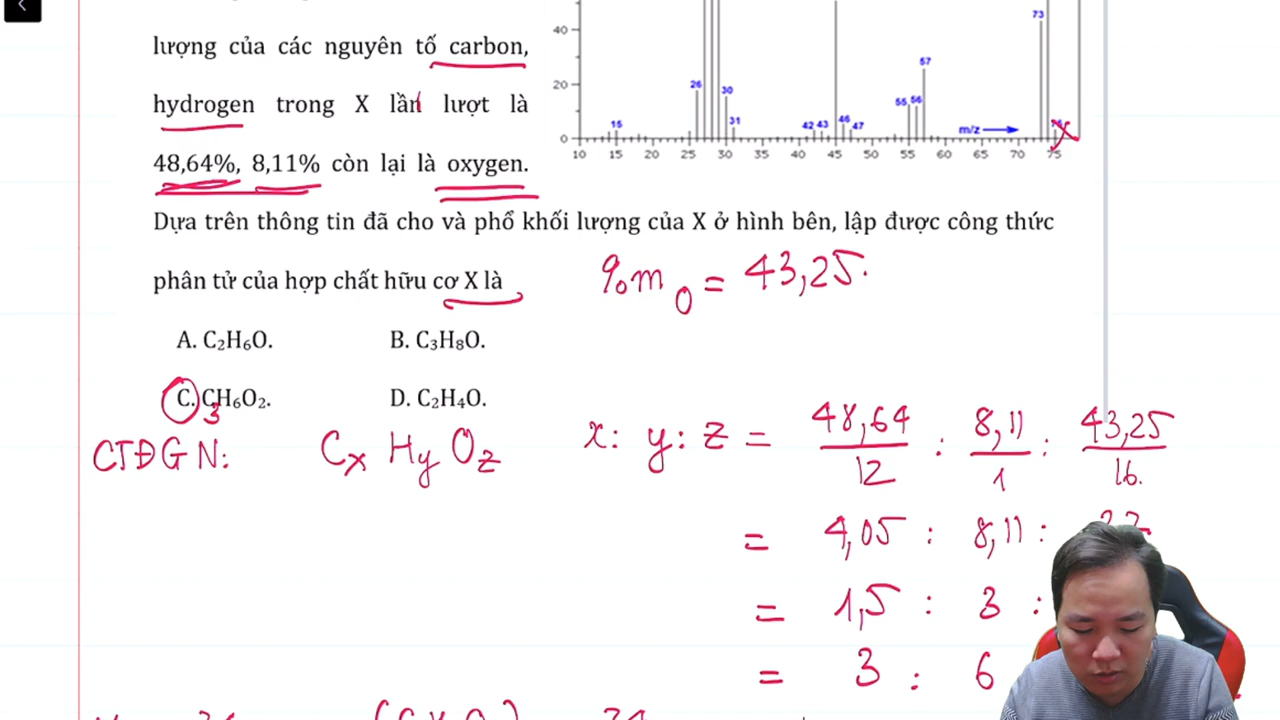 lượng của các nguyên tố carbon,
hydrogen trong X lần lượt là
48,64%, 8,11% còn lại là oxygen.
40
20
0
15
26
30
31
42 43
46
47
55 56
57
73
m/z
10 15 20 25 30 35 40 45 50 55 60 65 70 75
Dựa trên thông tin đã cho và phổ khối lượng của X ở hình bên, lập được công thức
phân tử của hợp chất hữu cơ X là
%mO = 43,25.
A. C₂H₆O. B. C₃H₈O.
C. C3H₆O₂. D. C₂H₄O.
CTĐGN: Cx Hy Oz
x: y: z = 48,64/12 : 8,11/1 : 43,25/16.
= 4,05 : 8,11 :
= 1,5 : 3 :
= 3 : 6